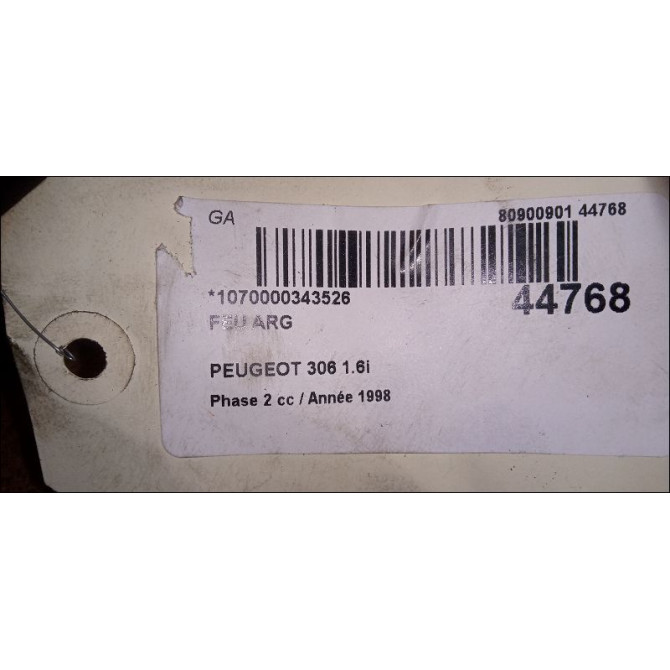 GA
80900901 44768
*1070000343526
44768
FEU ARG
PEUGEOT 306 1.6i
Phase 2 cc / Année 1998